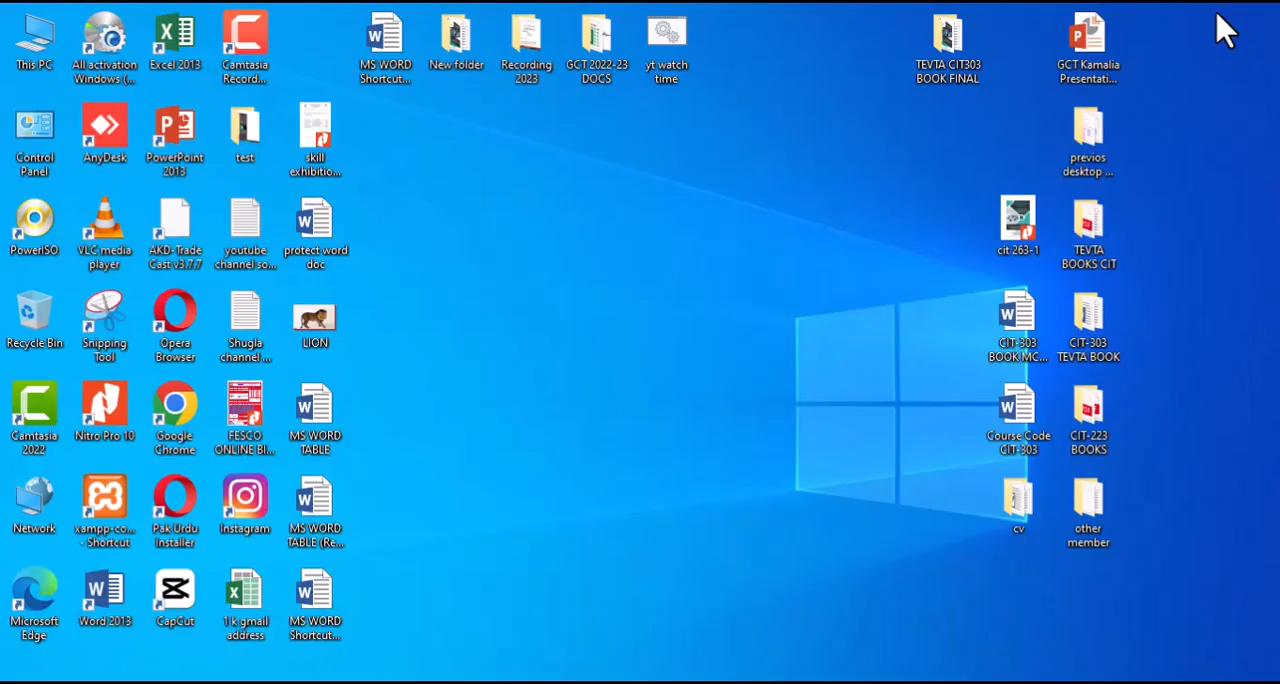 This PC
All activation
Windows (...
Excel 2013
Camtasia
Record...
MS WORD
Shortcut...
New folder
Recording
2023
GCT 2022-23
DOCS
yt watch
time
TEVTA CIT303
BOOK FINAL
GCT Kamalia
Presentati...
Control
Panel
AnyDesk
PowerPoint
2013
test
skill
exhibitio...
previos
desktop ...
PowerISO
VLC media
player
AKD-Trade
Cast v3.7.7
youtube
channel so...
protect word
doc
cit 263-1
TEVTA
BOOKS CIT
Recycle Bin
Snipping
Tool
Opera
Browser
Shugla
channel ...
LION
CIT-303
BOOK MC...
CIT-303
TEVTA BOOK
Camtasia
2022
Nitro Pro 10
Google
Chrome
FESCO
ONLINE BI...
MS WORD
TABLE
Course Code
CIT-303
CIT-223
BOOKS
Network
xampp-co...
- Shortcut
Pak Urdu
Installer
Instagram
MS WORD
TABLE (Re...
cv
other
member
Microsoft
Edge
Word 2013
CapCut
1 k gmail
address
MS WORD
Shortcut...